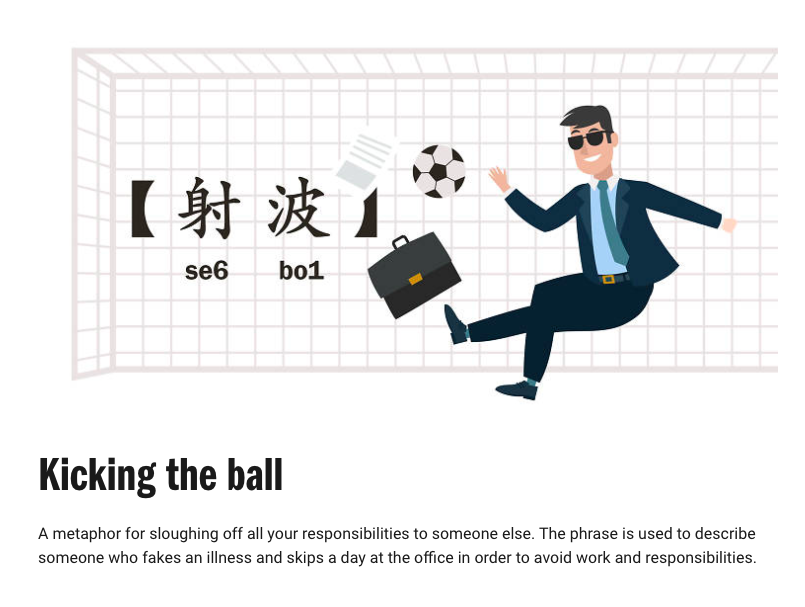 【射波】
se6 bo1
Kicking the ball
A metaphor for sloughing off all your responsibilities to someone else. The phrase is used to describe
someone who fakes an illness and skips a day at the office in order to avoid work and responsibilities.